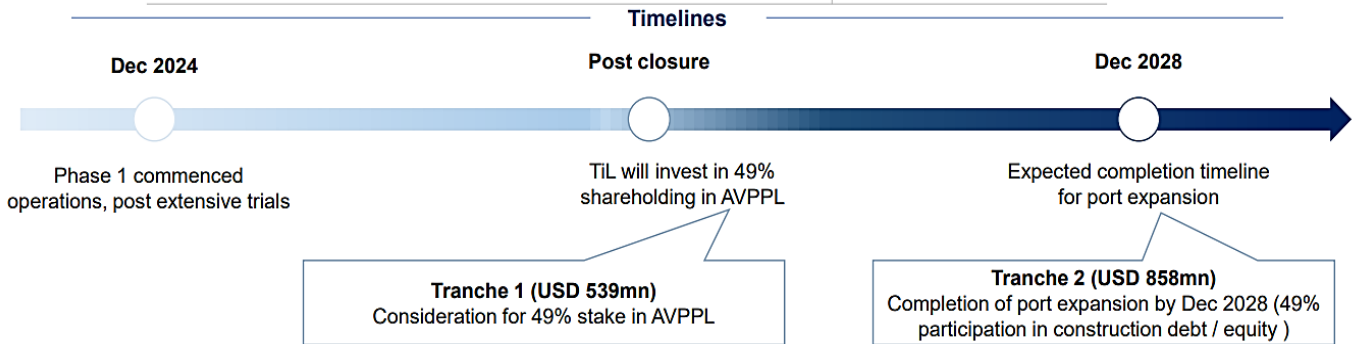 Timelines
Dec 2024
Post closure
Dec 2028
Phase 1 commenced
operations, post extensive trials
TiL will invest in 49%
shareholding in AVPPL
Expected completion timeline
for port expansion
Tranche 1 (USD 539mn)
Consideration for 49% stake in AVPPL
Tranche 2 (USD 858mn)
Completion of port expansion by Dec 2028 (49%
participation in construction debt / equity )